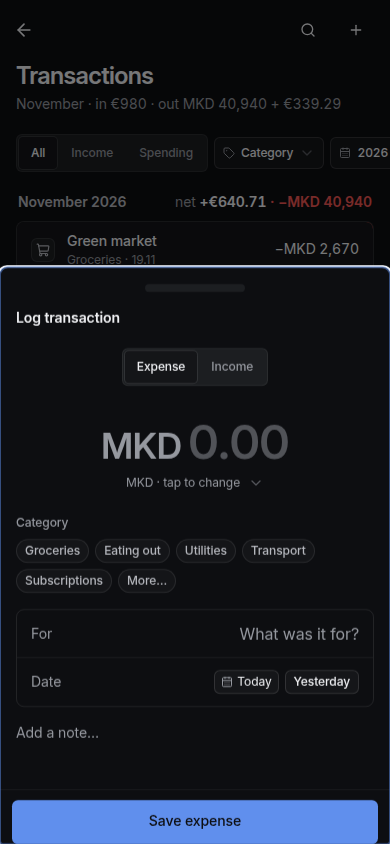 Transactions
November · in €980 · out MKD 40,940 + €339.29
All Income Spending Category 2026
November 2026 net +€640.71 · −MKD 40,940
Green market −MKD 2,670
Groceries · 19.11
Log transaction
Expense Income
MKD 0.00
MKD · tap to change
Category
Groceries Eating out Utilities Transport
Subscriptions More...
For What was it for?
Date Today Yesterday
Add a note...
Save expense